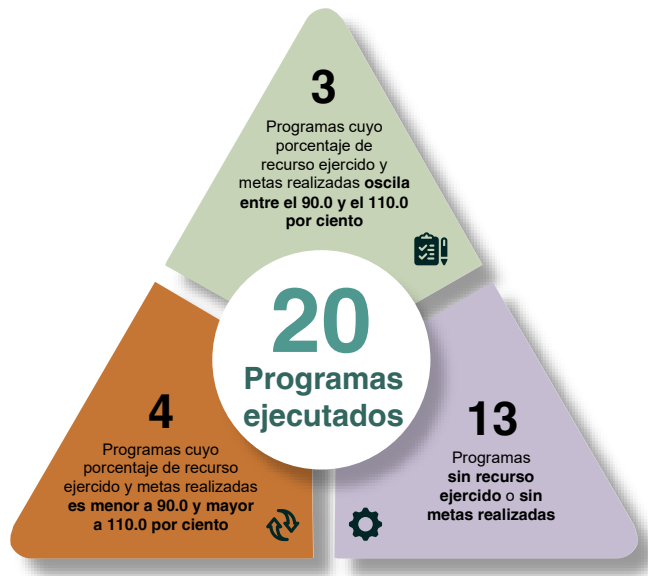 3
Programas cuyo
porcentaje de
recurso ejercido y
metas realizadas oscila
entre el 90.0 y el 110.0
por ciento
20
Programas
ejecutados
4
Programas cuyo
porcentaje de recurso
ejercido y metas realizadas
es menor a 90.0 y mayor
a 110.0 por ciento
13
Programas
sin recurso
ejercido o sin
metas realizadas